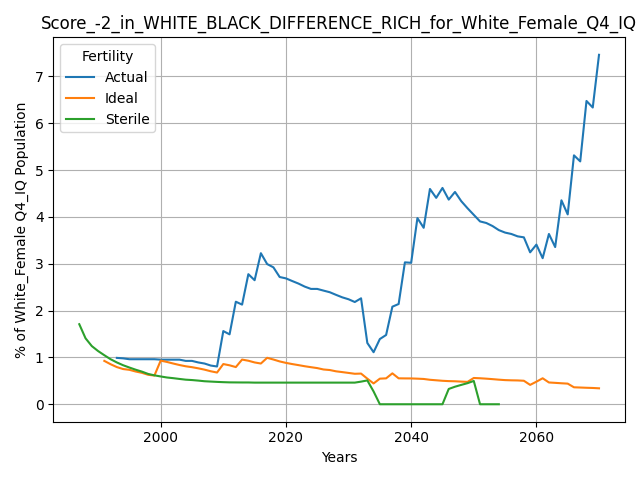 Score_-2_in_WHITE_BLACK_DIFFERENCE_RICH_for_White_Female_Q4_IQ
Fertility
Actual
Ideal
Sterile
% of White_Female Q4_IQ Population
7
6
5
4
3
2
1
0
2000
2020
2040
2060
Years